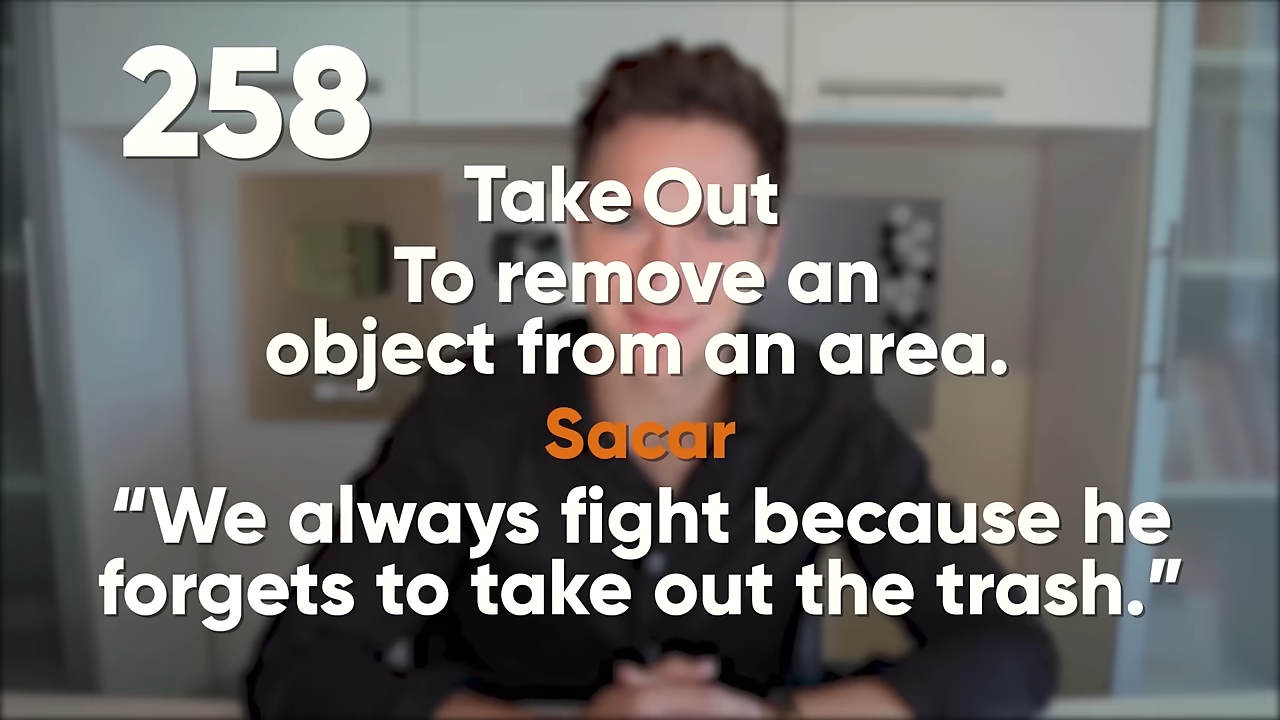 258
Take Out
To remove an
object from an area.
Sacar
“We always fight because he
forgets to take out the trash.”